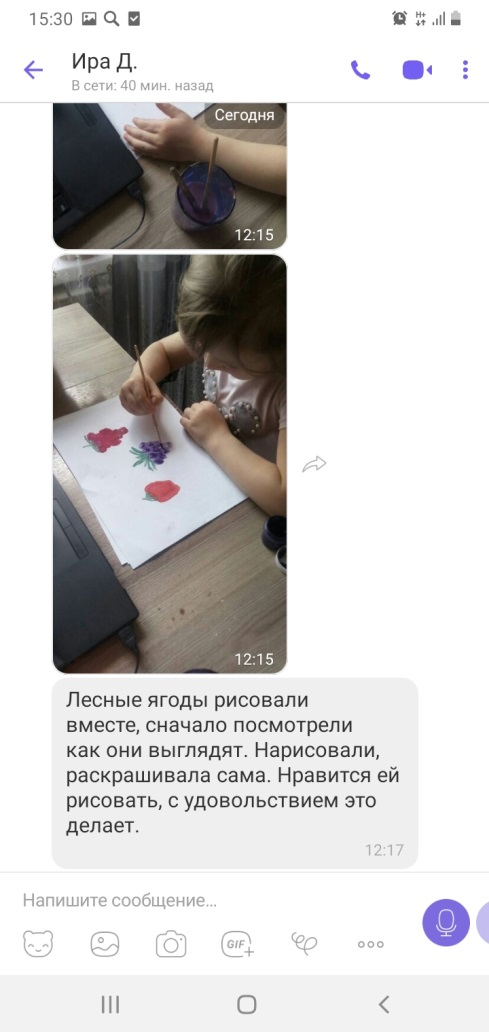 15:30
Ира Д.
В сети: 40 мин. назад
Сегодня
12:15
12:15
Лесные ягоды рисовали
вместе, сначало посмотрели
как они выглядят. Нарисовали,
раскрашивала сама. Нравится ей
рисовать, с удовольствием это
делает.
12:17
Напишите сообщение...
GIF